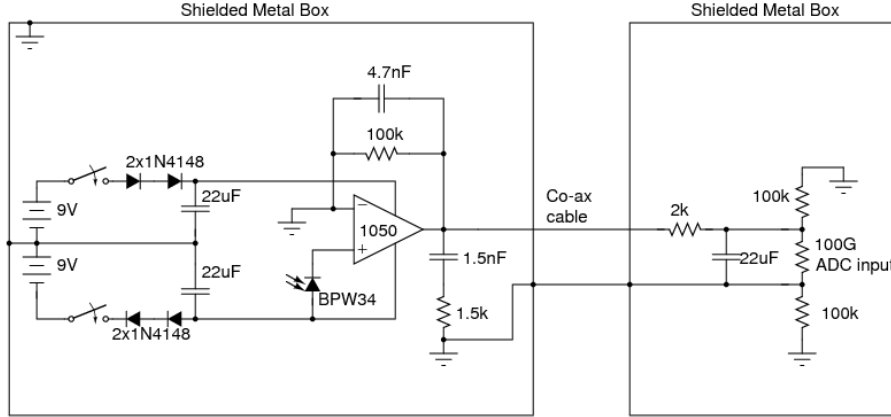 Shielded Metal Box
Shielded Metal Box
4.7nF
100k
2x1N4148
22uF
9V
1050
Co-ax
cable
2k
100k
100G
ADC input
9V
22uF
BPW34
1.5nF
22uF
2x1N4148
1.5k
100k